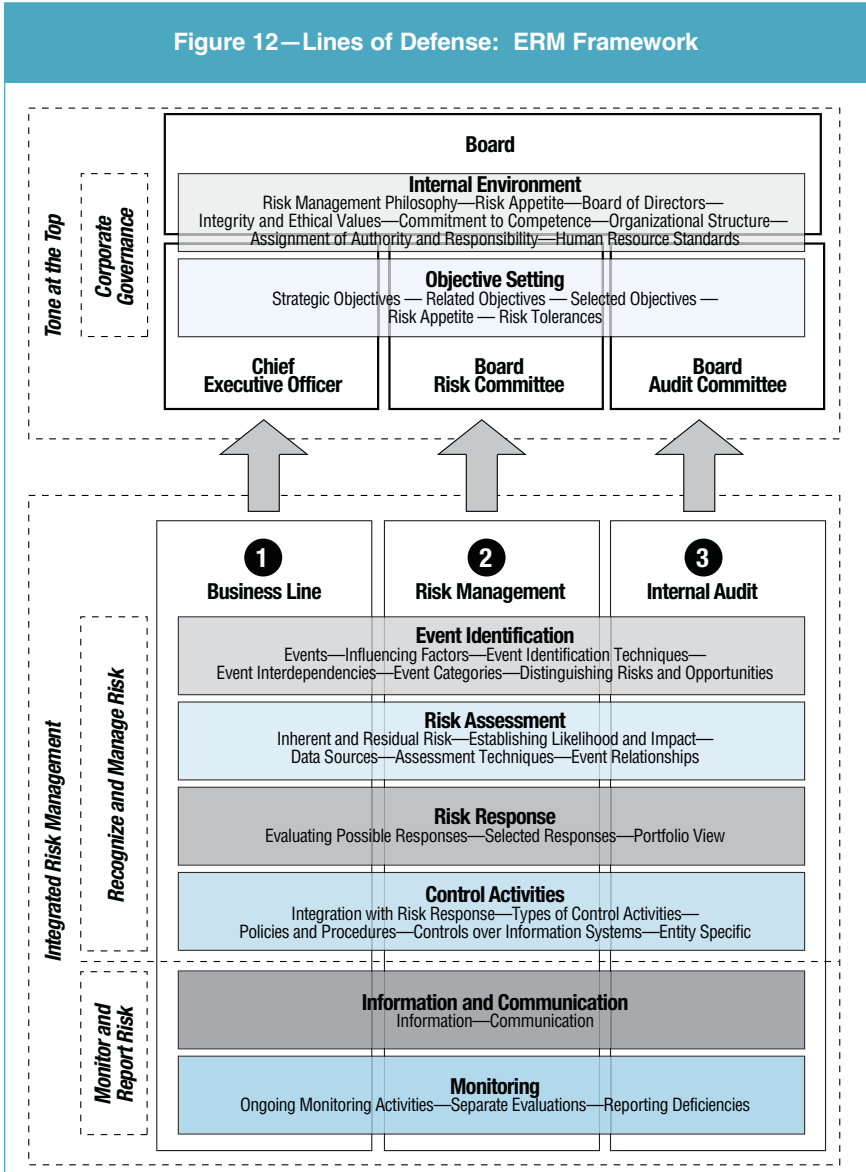 Figure 12—Lines of Defense: ERM Framework
Tone at the Top
Corporate
Governance
Board
Internal Environment
Risk Management Philosophy—Risk Appetite—Board of Directors—
Integrity and Ethical Values—Commitment to Competence—Organizational Structure—
Assignment of Authority and Responsibility—Human Resource Standards
Objective Setting
Strategic Objectives — Related Objectives — Selected Objectives —
Risk Appetite — Risk Tolerances
Chief
Executive Officer
Board
Risk Committee
Board
Audit Committee
Integrated Risk Management
Recognize and Manage Risk
1
Business Line
2
Risk Management
3
Internal Audit
Event Identification
Events—Influencing Factors—Event Identification Techniques—
Event Interdependencies—Event Categories—Distinguishing Risks and Opportunities
Risk Assessment
Inherent and Residual Risk—Establishing Likelihood and Impact—
Data Sources—Assessment Techniques—Event Relationships
Risk Response
Evaluating Possible Responses—Selected Responses—Portfolio View
Control Activities
Integration with Risk Response—Types of Control Activities—
Policies and Procedures—Controls over Information Systems—Entity Specific
Monitor and
Report Risk
Information and Communication
Information—Communication
Monitoring
Ongoing Monitoring Activities—Separate Evaluations—Reporting Deficiencies